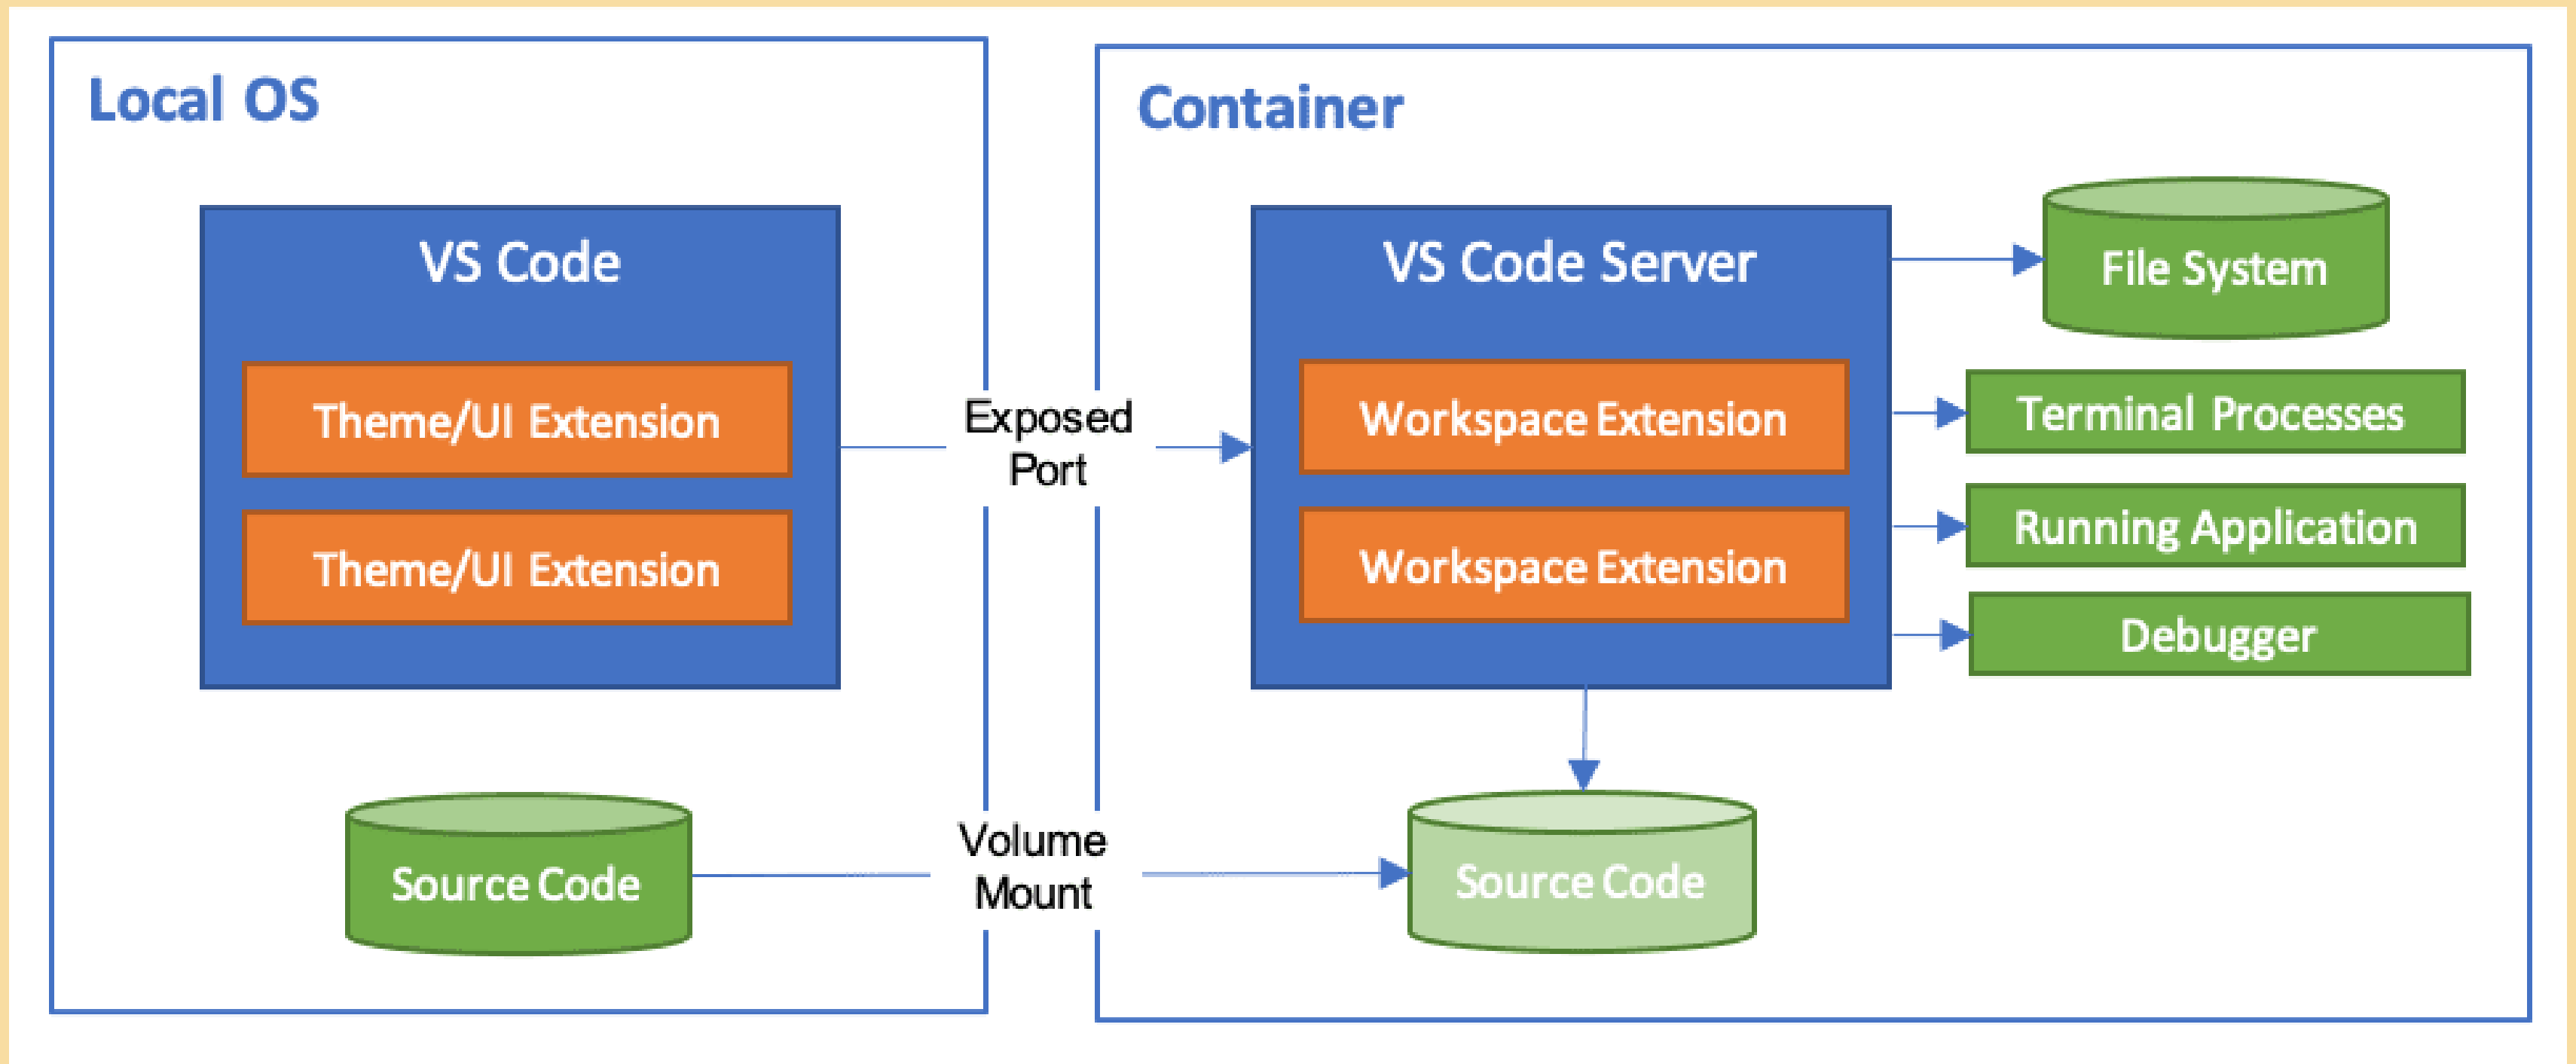 Local OS
VS Code
Theme/UI Extension
Theme/UI Extension
Source Code
Exposed
Port
Volume
Mount
Container
VS Code Server
Workspace Extension
Workspace Extension
File System
Terminal Processes
Running Application
Debugger
Source Code